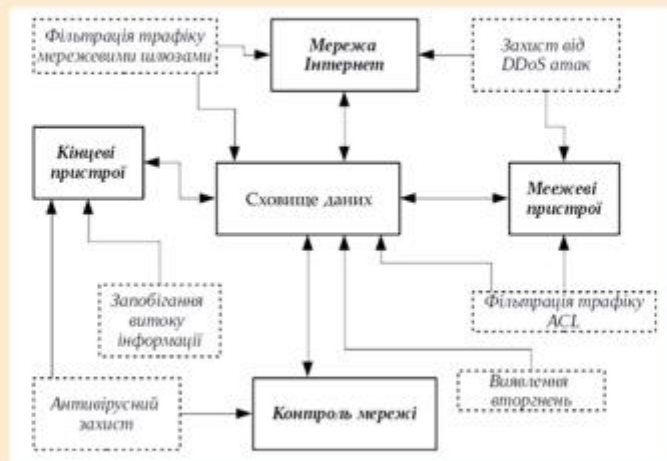 Фільтрація трафіку
мережевими шлюзами
Мережа
Інтернет
Захист від
DDoS атак
Кінцеві
пристрої
Сховище даних
Меежеві
пристрої
Запобігання
витоку
інформації
Фільтрація трафіку
ACL
Антивірусний
захист
Контроль мережі
Виявлення
вторгнень